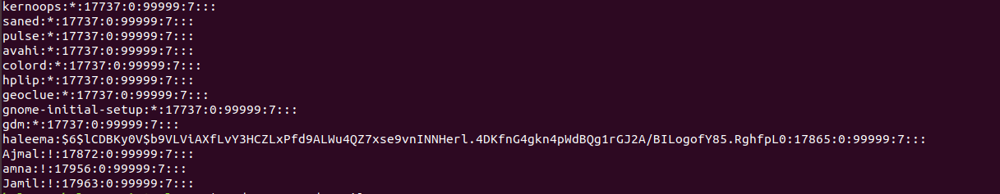 kernoops:*:17737:0:99999:7:::
saned:*:17737:0:99999:7:::
pulse:*:17737:0:99999:7:::
avahi:*:17737:0:99999:7:::
colord:*:17737:0:99999:7:::
hplip:*:17737:0:99999:7:::
geoclue:*:17737:0:99999:7:::
gnome-initial-setup:*:17737:0:99999:7:::
gdm:*:17737:0:99999:7:::
haleema:$6$lCDBKy0V$b9VLViAXfLvY3HCZLxPfd9ALWu4QZ7xse9vnINNHerl.4DKfnG4gkn4pWdBQg1rGJ2A/BILogofY85.RghfpL0:17865:0:99999:7:::
Ajmal:!:17872:0:99999:7:::
amna:!:17956:0:99999:7:::
Jamil:!:17963:0:99999:7:::